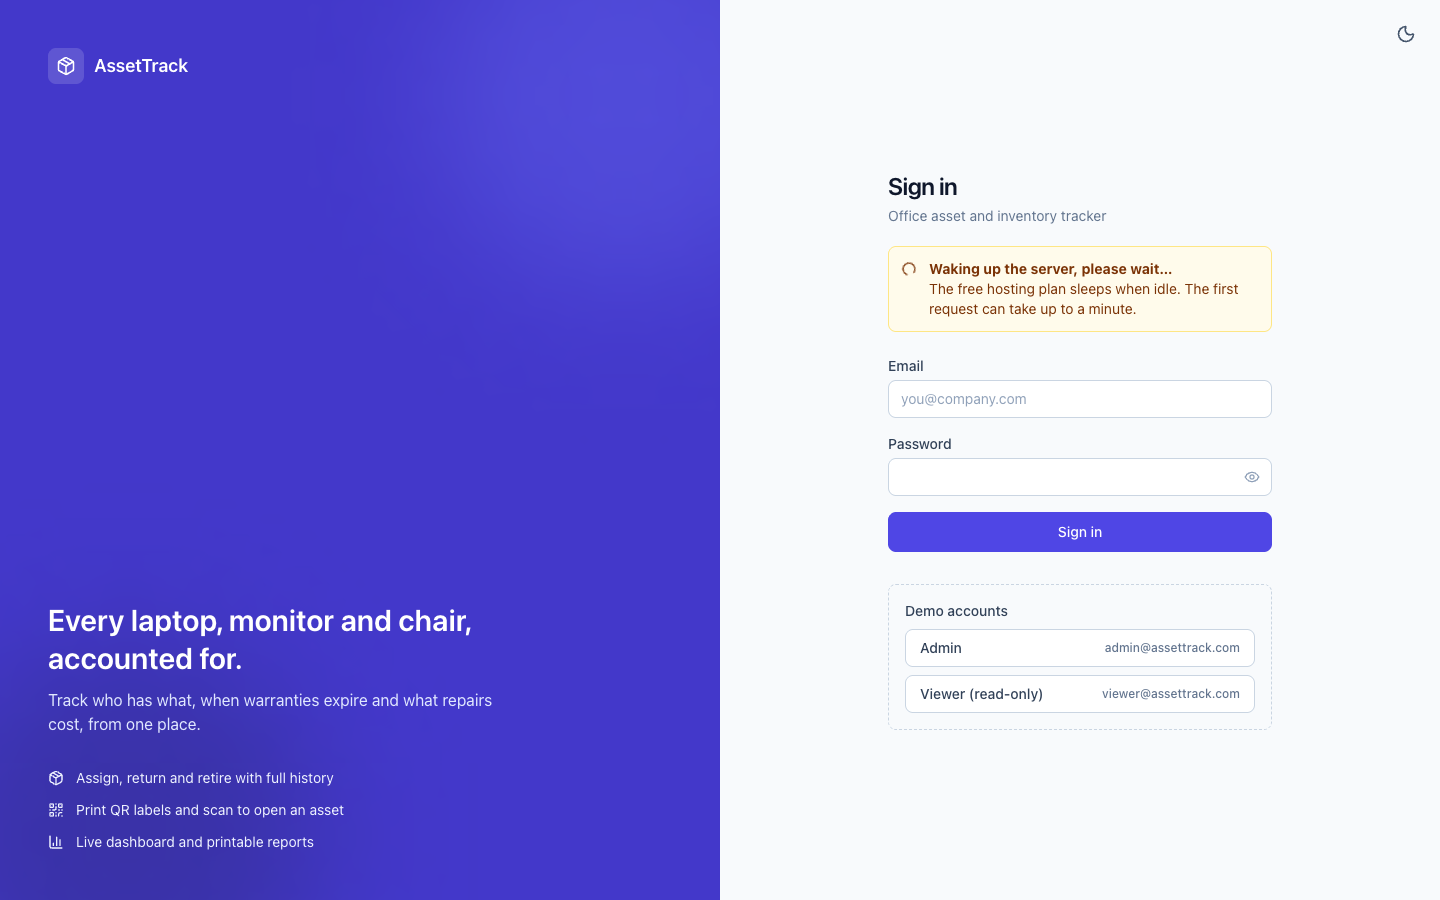 AssetTrack
Every laptop, monitor and chair,
accounted for.
Track who has what, when warranties expire and what repairs
cost, from one place.
Assign, return and retire with full history
Print QR labels and scan to open an asset
Live dashboard and printable reports
Sign in
Office asset and inventory tracker
Waking up the server, please wait...
The free hosting plan sleeps when idle. The first
request can take up to a minute.
Email
you@company.com
Password
Sign in
Demo accounts
Admin admin@assettrack.com
Viewer (read-only) viewer@assettrack.com